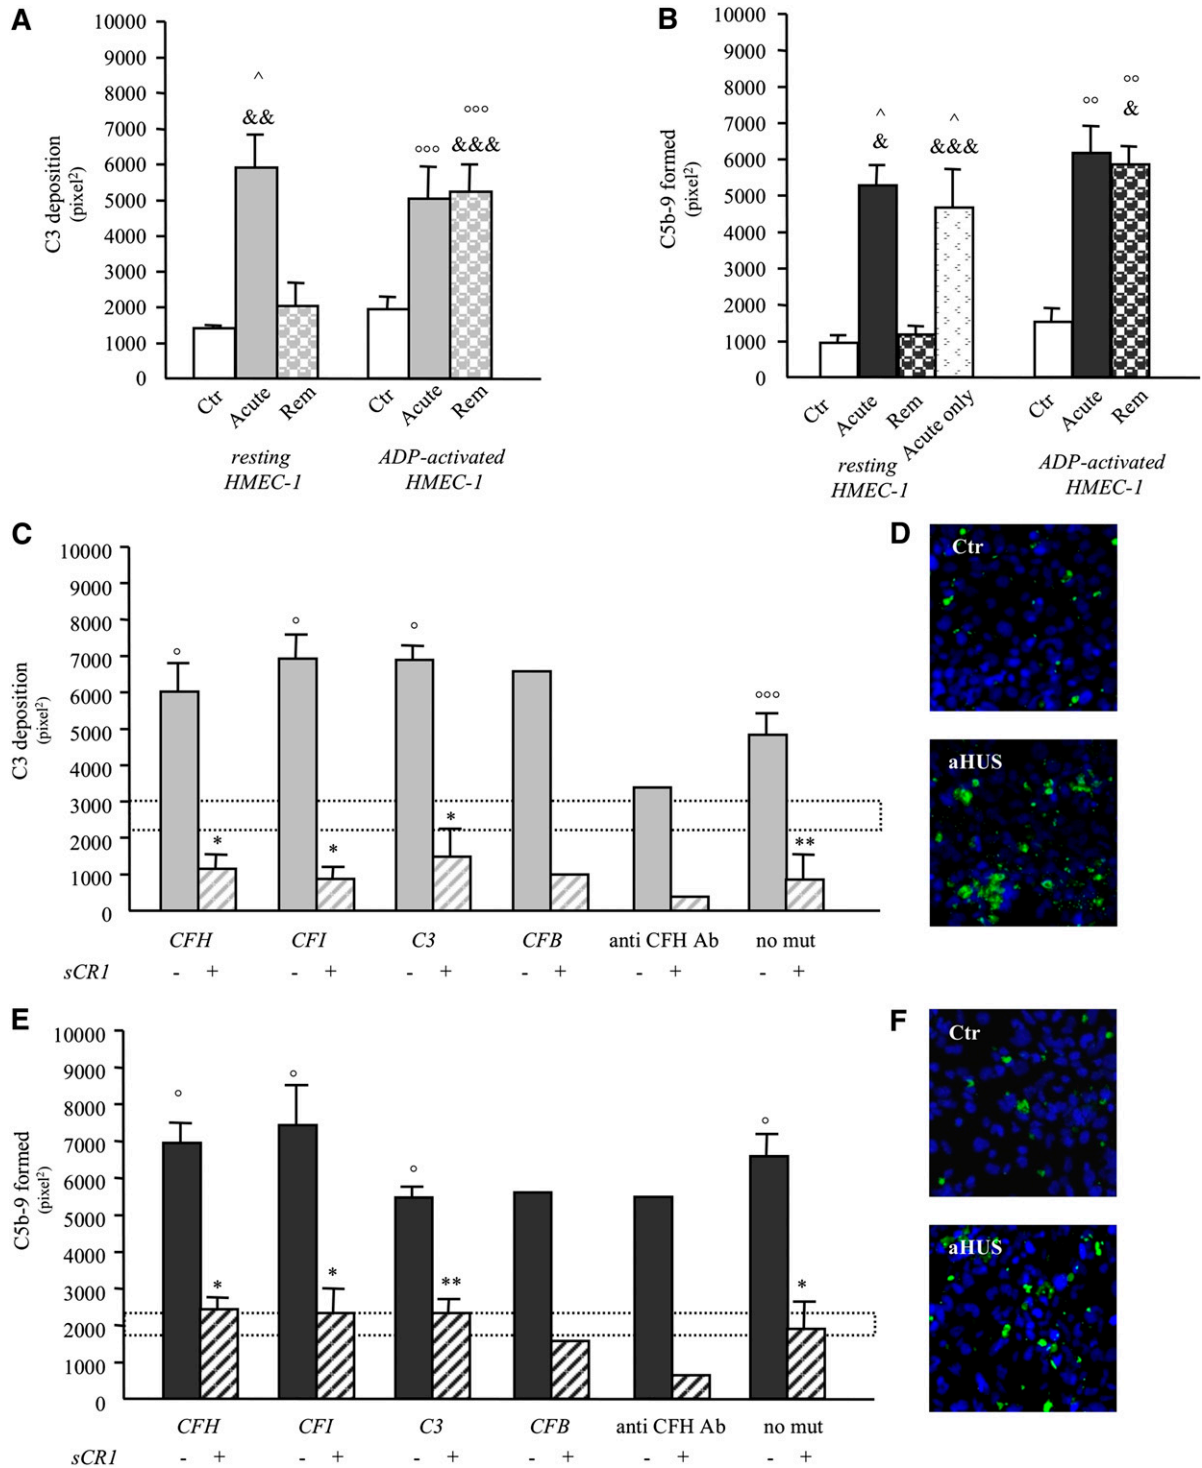 A
10000
9000
8000
7000
6000
5000
4000
3000
2000
1000
0
C3 deposition
(pixel²)
^
&&
°°°
°°°
&&&
Ctr
Acute
Rem
Ctr
Acute
Rem
resting
HMEC-1
ADP-activated
HMEC-1
B
10000
9000
8000
7000
6000
5000
4000
3000
2000
1000
0
C5b-9 formed
(pixel²)
^
&
^
&&&
°°
°°
&
Ctr
Acute
Rem
Acute only
Ctr
Acute
Rem
resting
HMEC-1
ADP-activated
HMEC-1
C
10000
9000
8000
7000
6000
5000
4000
3000
2000
1000
0
C3 deposition
(pixel²)
° ° ° °°°
* * * **
CFH CFI C3 CFB anti CFH Ab no mut
sCR1 - + - + - + - + - + - +
D
Ctr
aHUS
E
10000
9000
8000
7000
6000
5000
4000
3000
2000
1000
0
C5b-9 formed
(pixel²)
° ° ° °
* * ** *
CFH CFI C3 CFB anti CFH Ab no mut
sCR1 - + - + - + - + - + - +
F
Ctr
aHUS